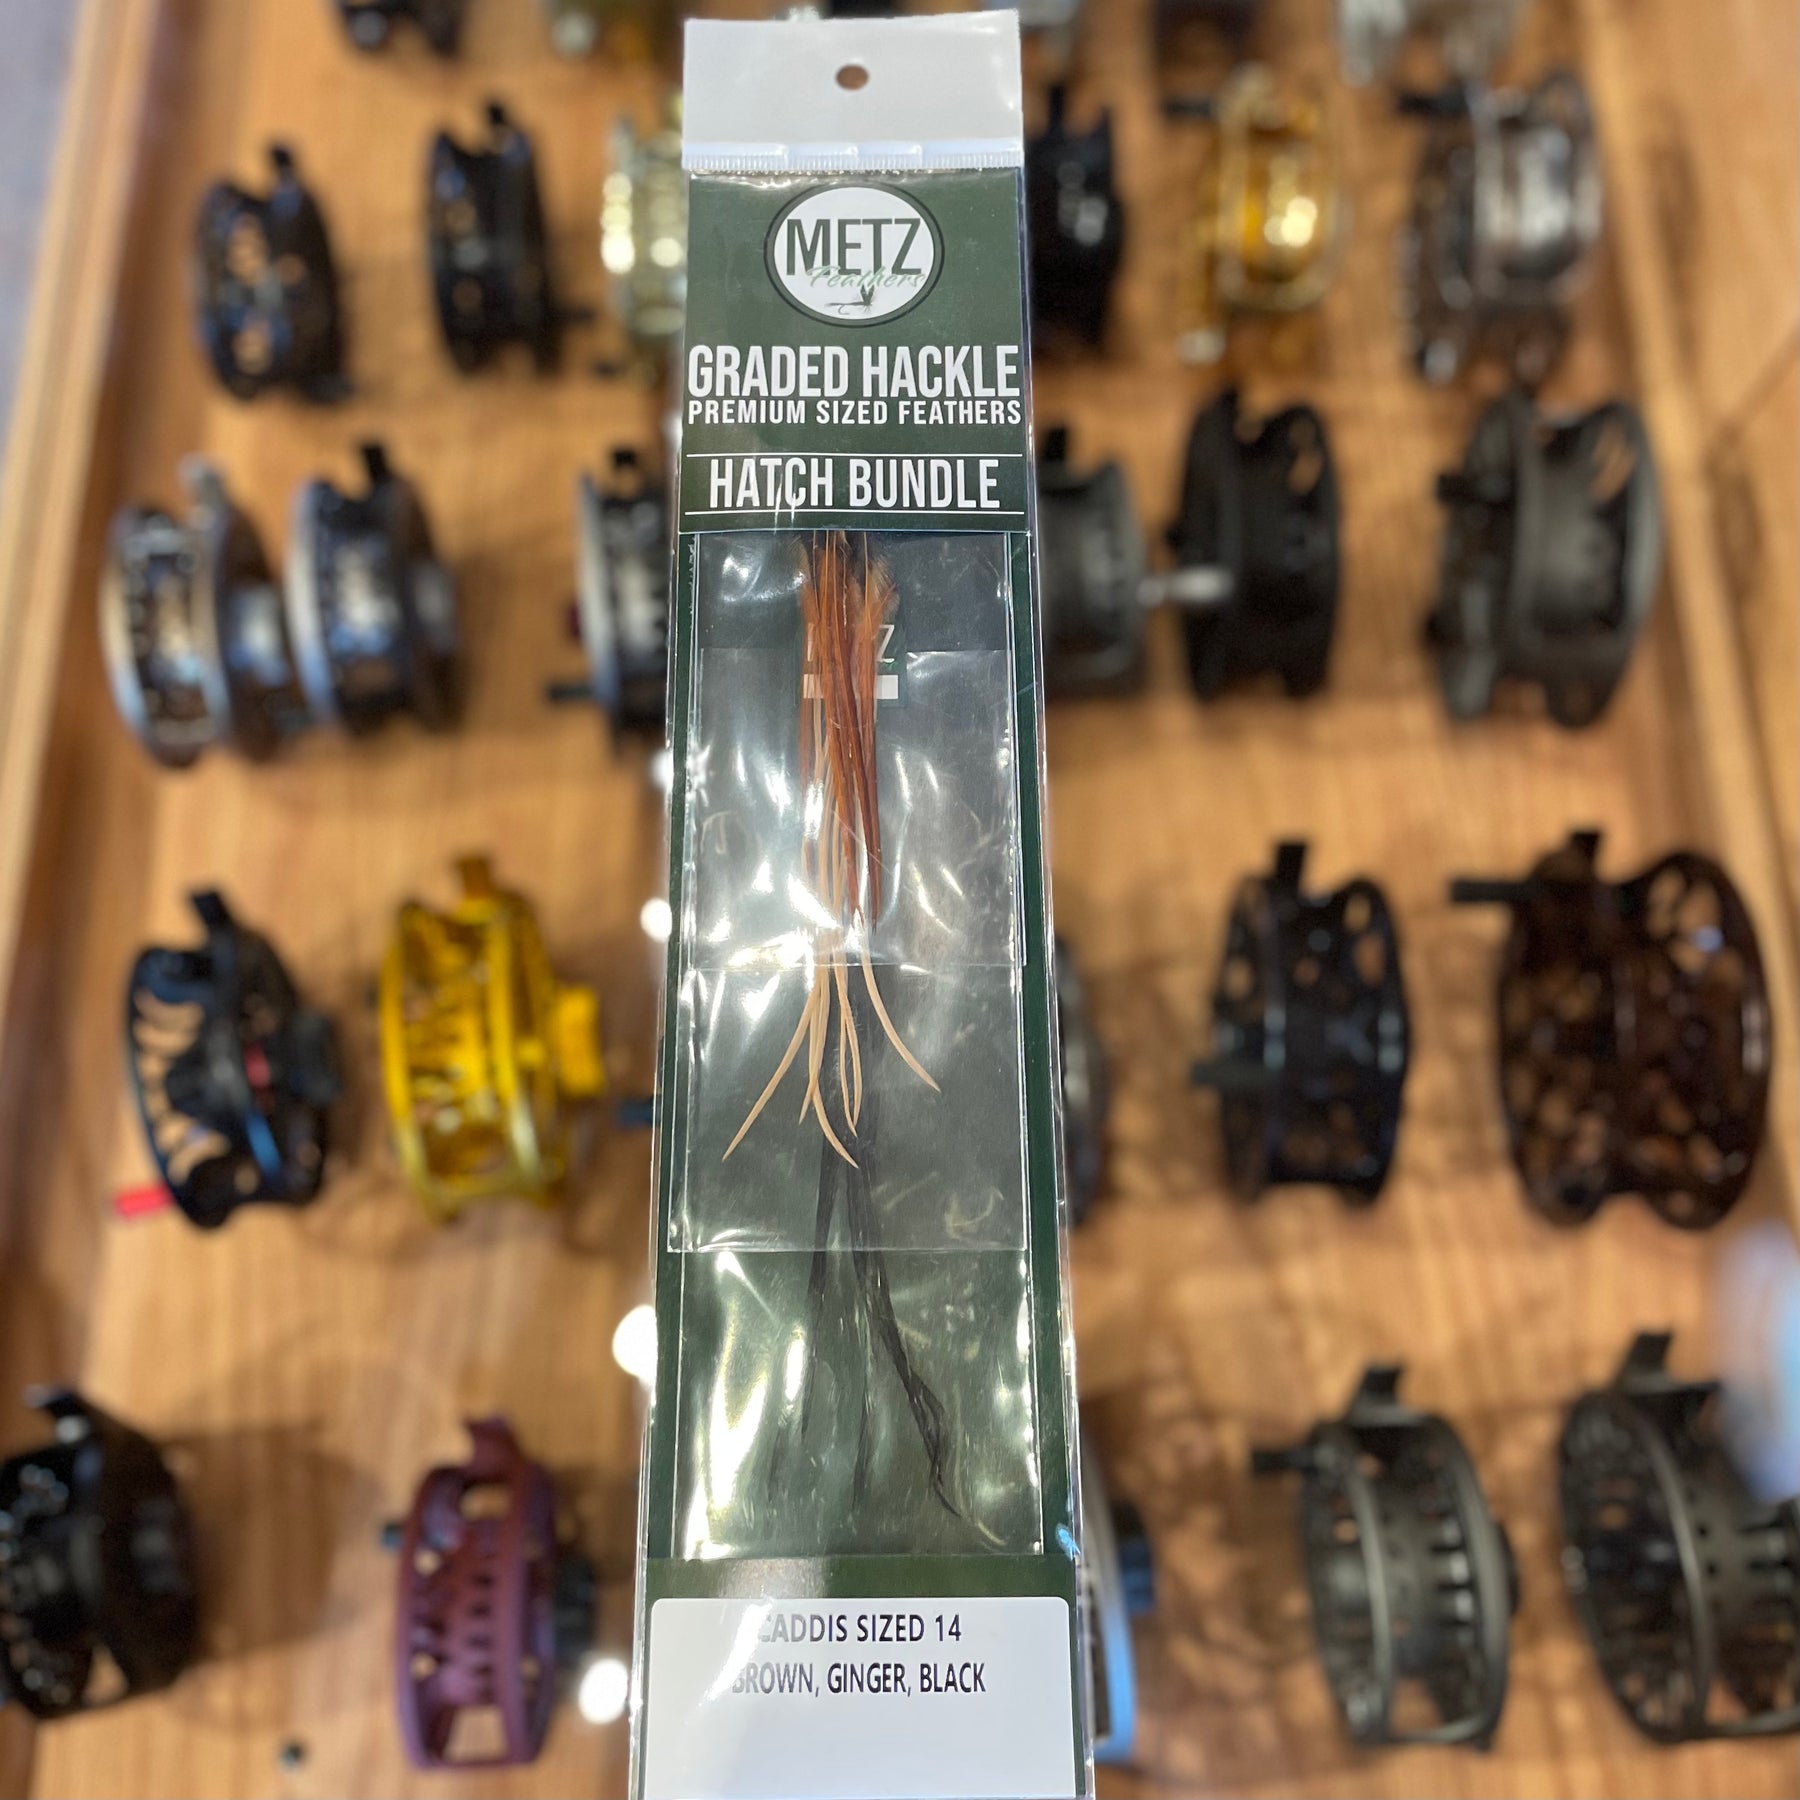 METZ
Feathers
GRADED HACKLE
PREMIUM SIZED FEATHERS
HATCH BUNDLE
Z
CADDIS SIZED 14
BROWN, GINGER, BLACK